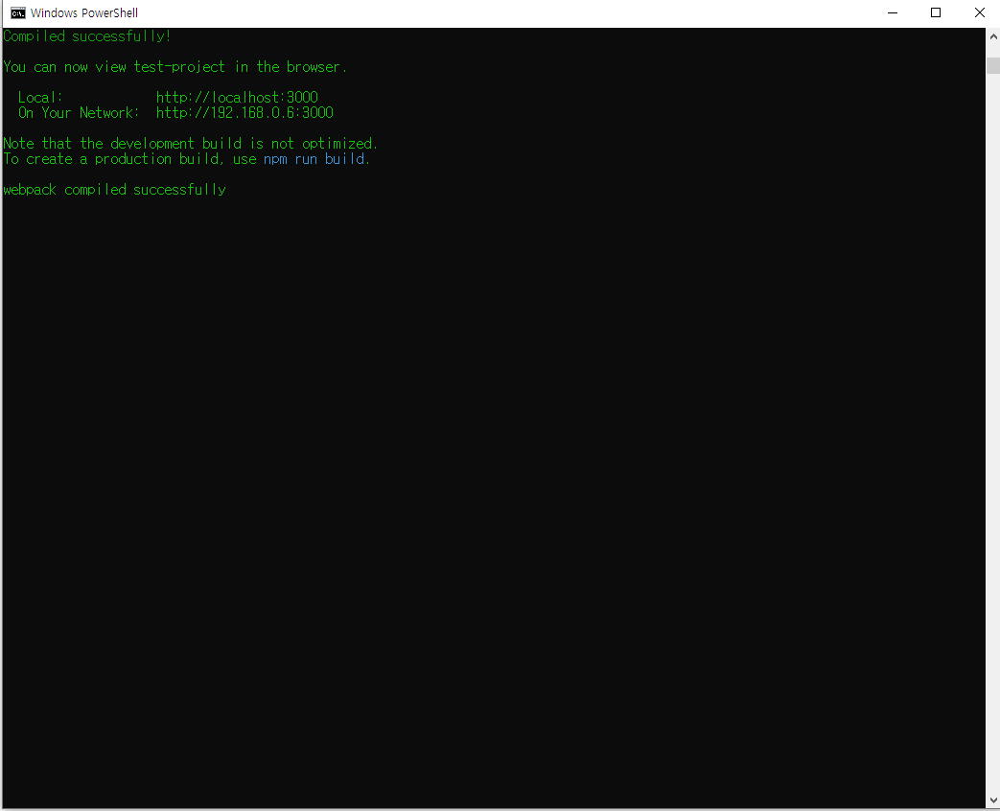 Windows PowerShell
Compiled successfully!
You can now view test-project in the browser.
Local: http://localhost:3000
On Your Network: http://192.168.0.6:3000
Note that the development build is not optimized.
To create a production build, use npm run build.
webpack compiled successfully